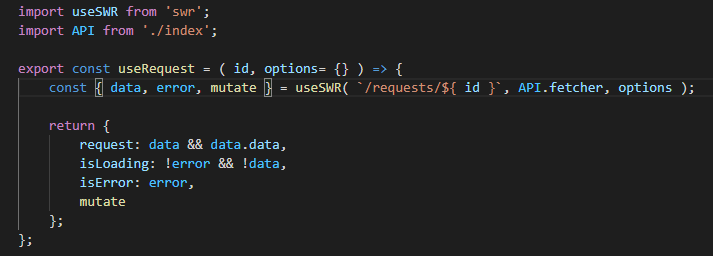 import useSWR from 'swr';
import API from './index';
export const useRequest = ( id, options= {} ) => {
const { data, error, mutate } = useSWR( `/requests/${ id }`, API.fetcher, options );
return {
request: data && data.data,
isLoading: !error && !data,
isError: error,
mutate
};
};